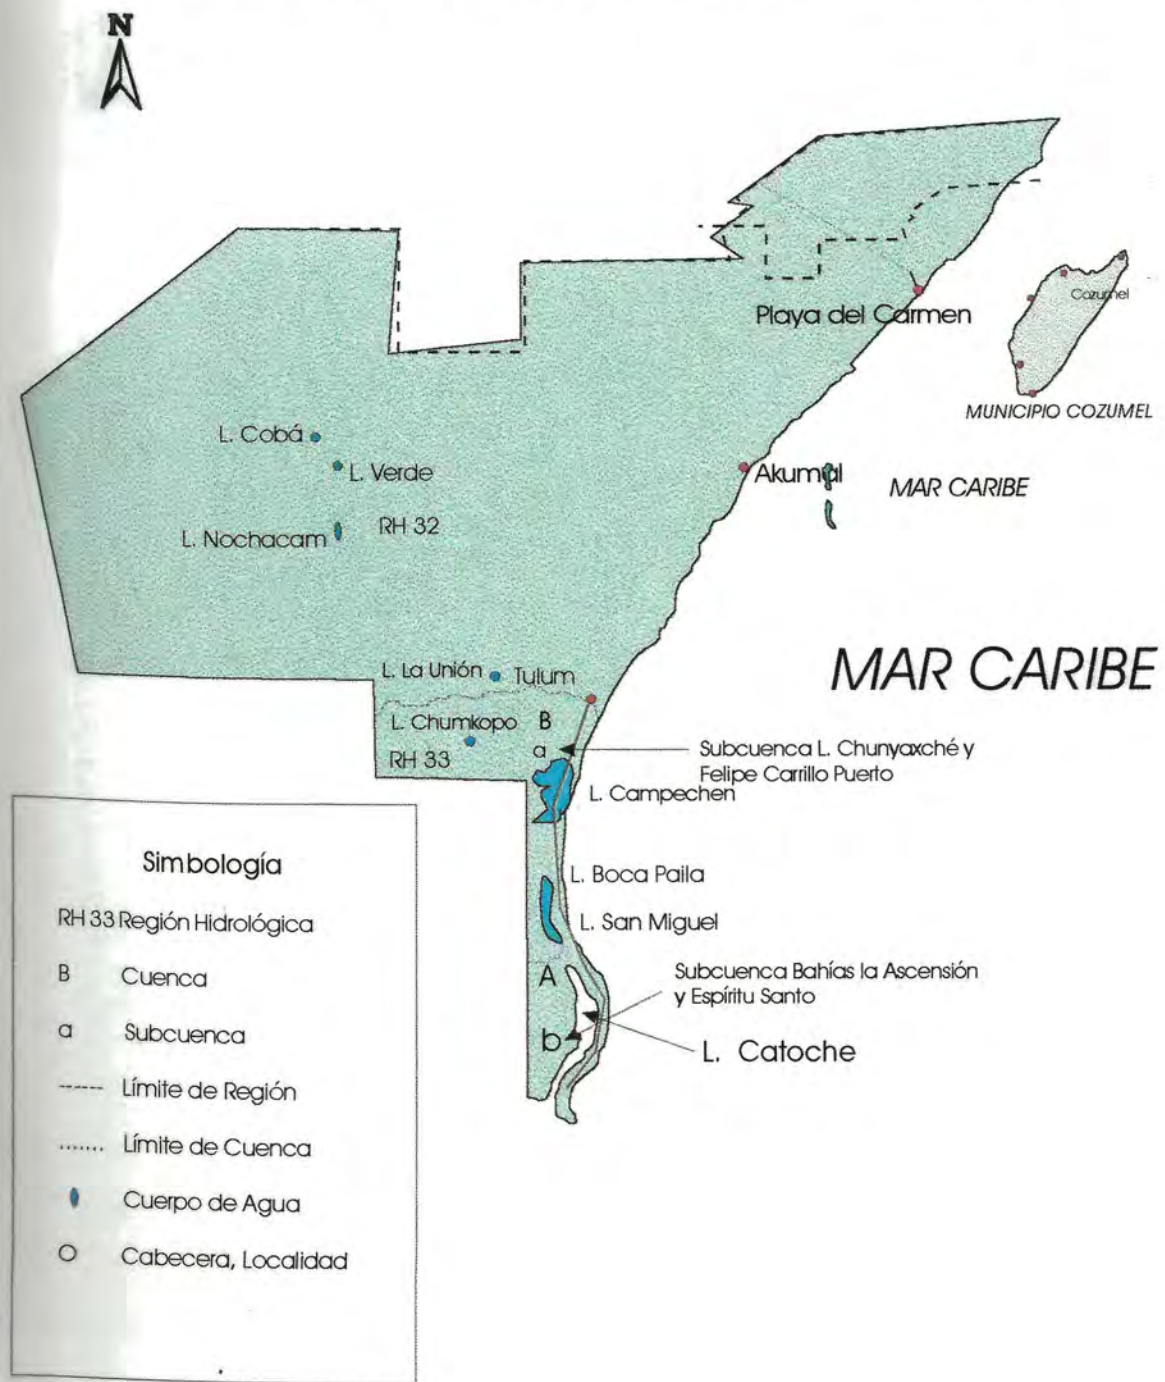 N
Playa del Carmen
Cozumel
MUNICIPIO COZUMEL
L. Cobá
L. Verde
Akumal
MAR CARIBE
L. Nochacam
RH 32
L. La Unión
Tulum
MAR CARIBE
L. Chumkopo
B
a
RH 33
Subcuenca L. Chunyaxché y
Felipe Carrillo Puerto
L. Campechen
L. Boca Paila
L. San Miguel
A
Subcuenca Bahías la Ascensión
y Espíritu Santo
b
L. Catoche
Simbología
RH 33 Región Hidrológica
B Cuenca
a Subcuenca
Límite de Región
Límite de Cuenca
Cuerpo de Agua
Cabecera, Localidad